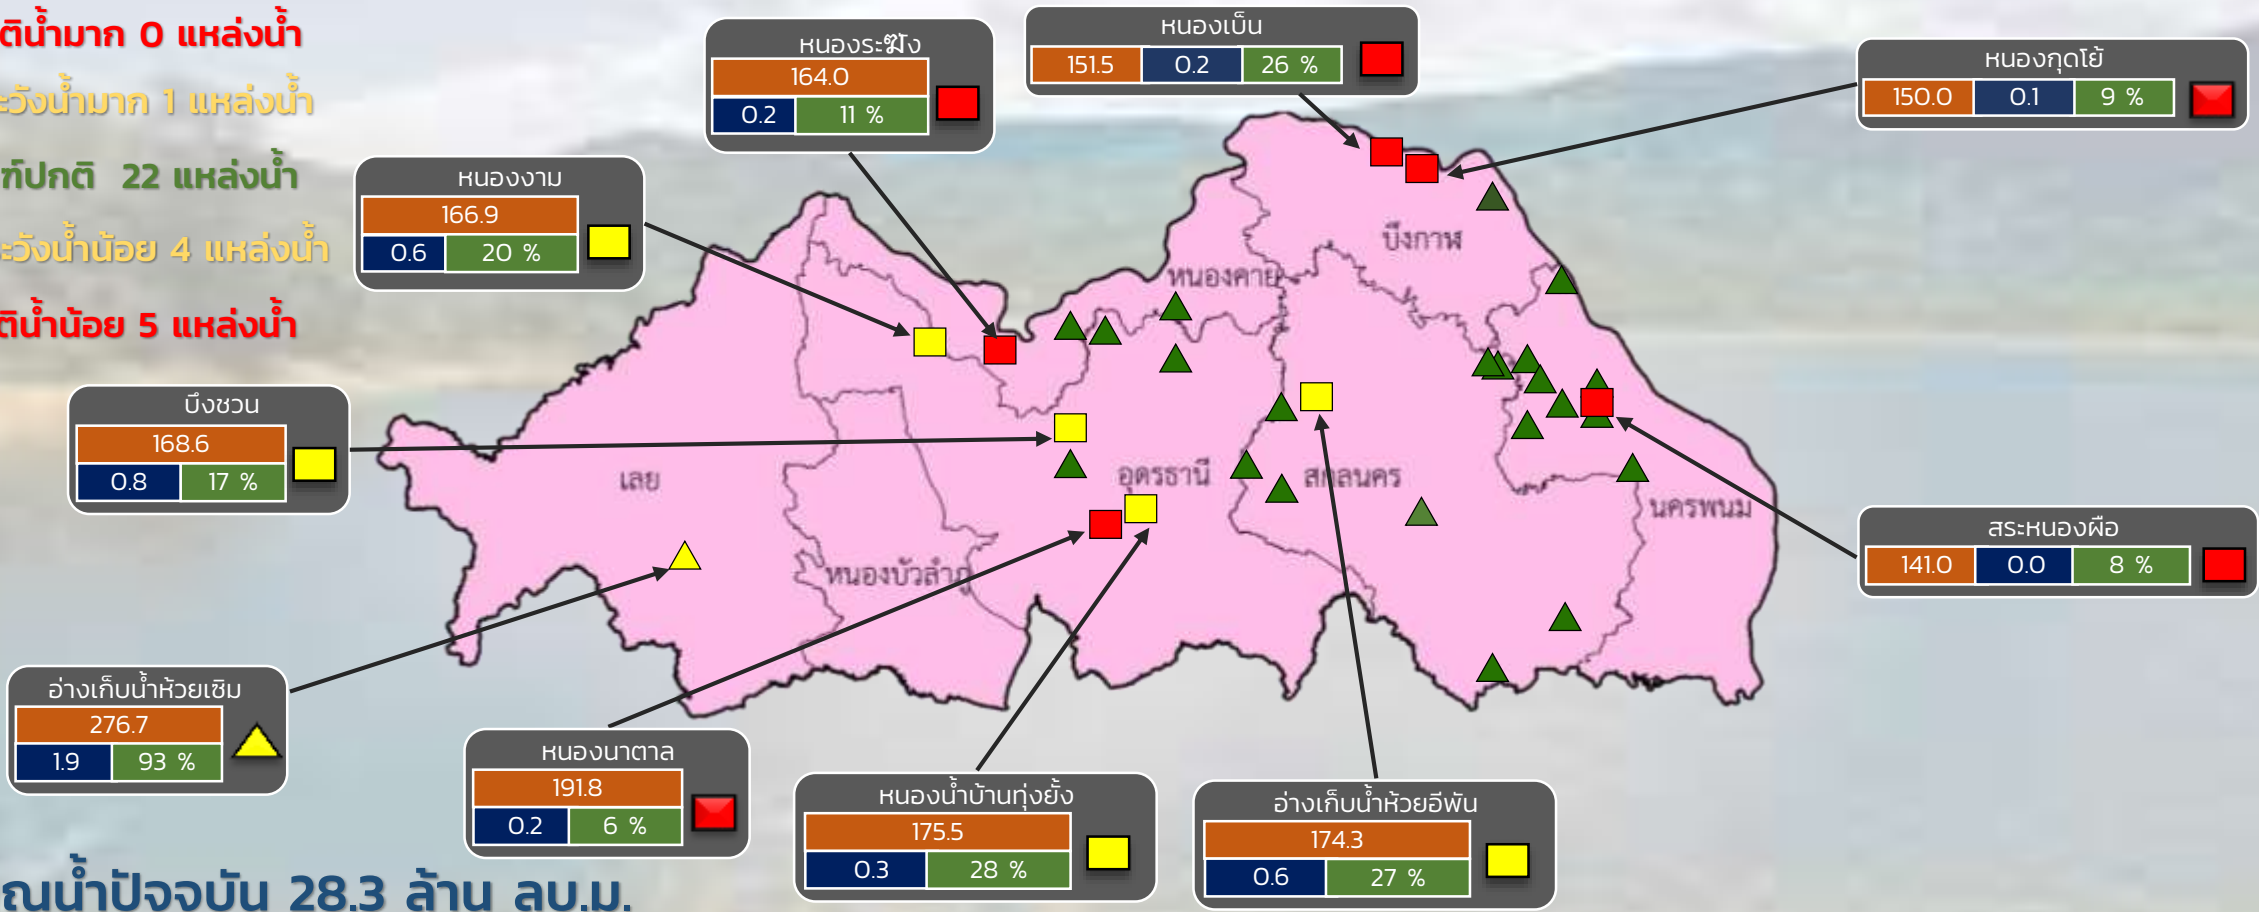 ติน้ำมาก 0 แหล่งน้ำ
ะวังน้ำมาก 1 แหล่งน้ำ
ฑ์ปกติ 22 แหล่งน้ำ
ะวังน้ำน้อย 4 แหล่งน้ำ
ติน้ำน้อย 5 แหล่งน้ำ
หนองงาม
166.9
0.6 20 %
164.0
0.2 11 %
หนองเบ็น
151.5 0.2 26 %
หนองกุดโย้
150.0 0.1 9 %
บึงชวน
168.6
0.8 17 %
บึงกาฬ
หนองคาย
เลย
อุดรธานี
สกลนคร
นครพนม
หนองบัวลำภู
สระหนองผือ
141.0 0.0 8 %
อ่างเก็บน้ำห้วยเซิม
276.7
1.9 93 %
หนองนาตาล
191.8
0.2 6 %
หนองน้ำบ้านทุ่งยั้ง
175.5
0.3 28 %
อ่างเก็บน้ำห้วยอีพัน
174.3
0.6 27 %
ณน้ำปัจจบัน 28.3 ล้าน ลบ.ม.